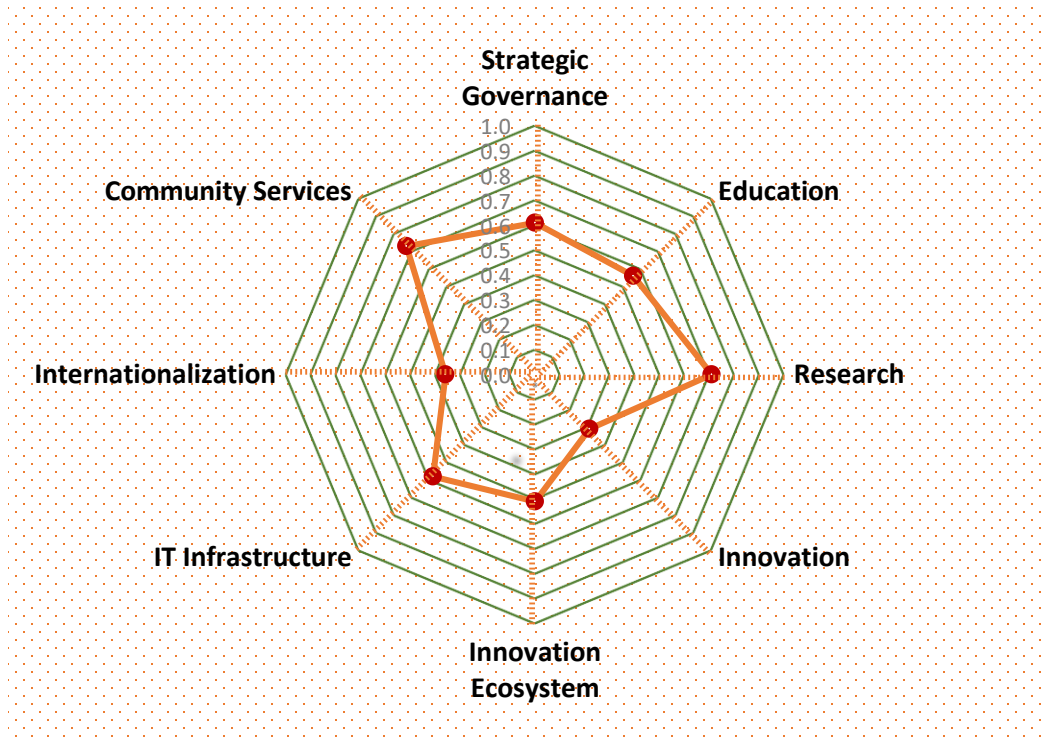 Strategic
Governance
1.0
0.9
0.8
0.7
0.6
0.5
0.4
0.3
0.2
0.1
0.0
Community Services
Education
Internationalization
Research
IT Infrastructure
Innovation
Innovation
Ecosystem